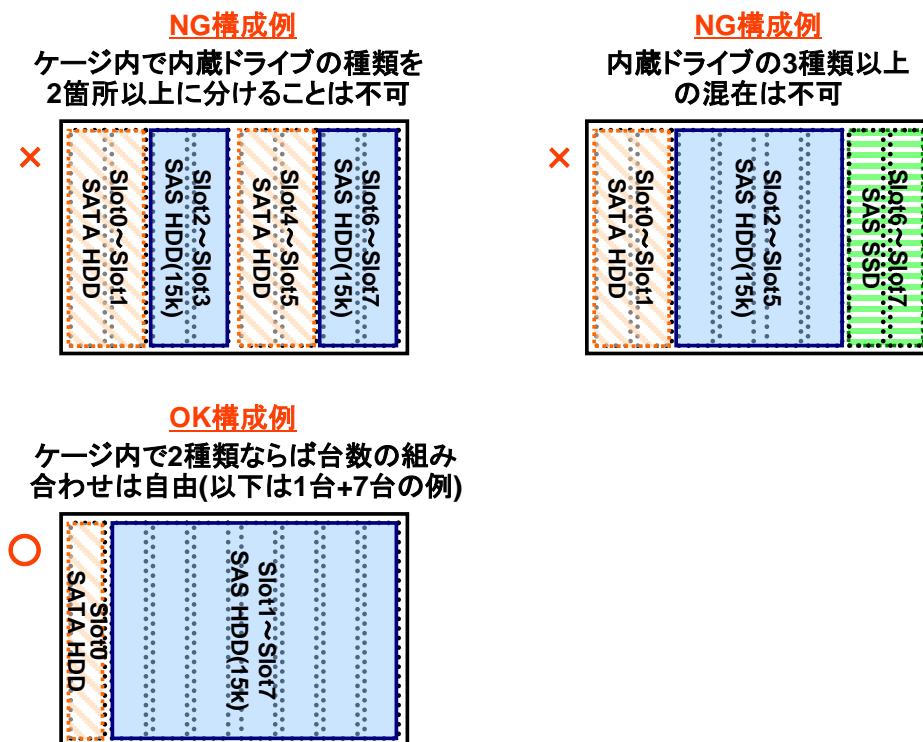 NG構成例
ケージ内で内蔵ドライブの種類を
2箇所以上に分けることは不可
×
Slot0～Slot1
SATA HDD
Slot2～Slot3
SAS HDD(15k)
Slot4～Slot5
SATA HDD
Slot6～Slot7
SAS HDD(15k)
NG構成例
内蔵ドライブの3種類以上
の混在は不可
×
Slot0～Slot1
SATA HDD
Slot2～Slot5
SAS HDD(15k)
Slot6～Slot7
SAS SSD
OK構成例
ケージ内で2種類ならば台数の組み
合わせは自由(以下は1台+7台の例)
○
Slot0
SATA HDD
Slot1～Slot7
SAS HDD(15k)